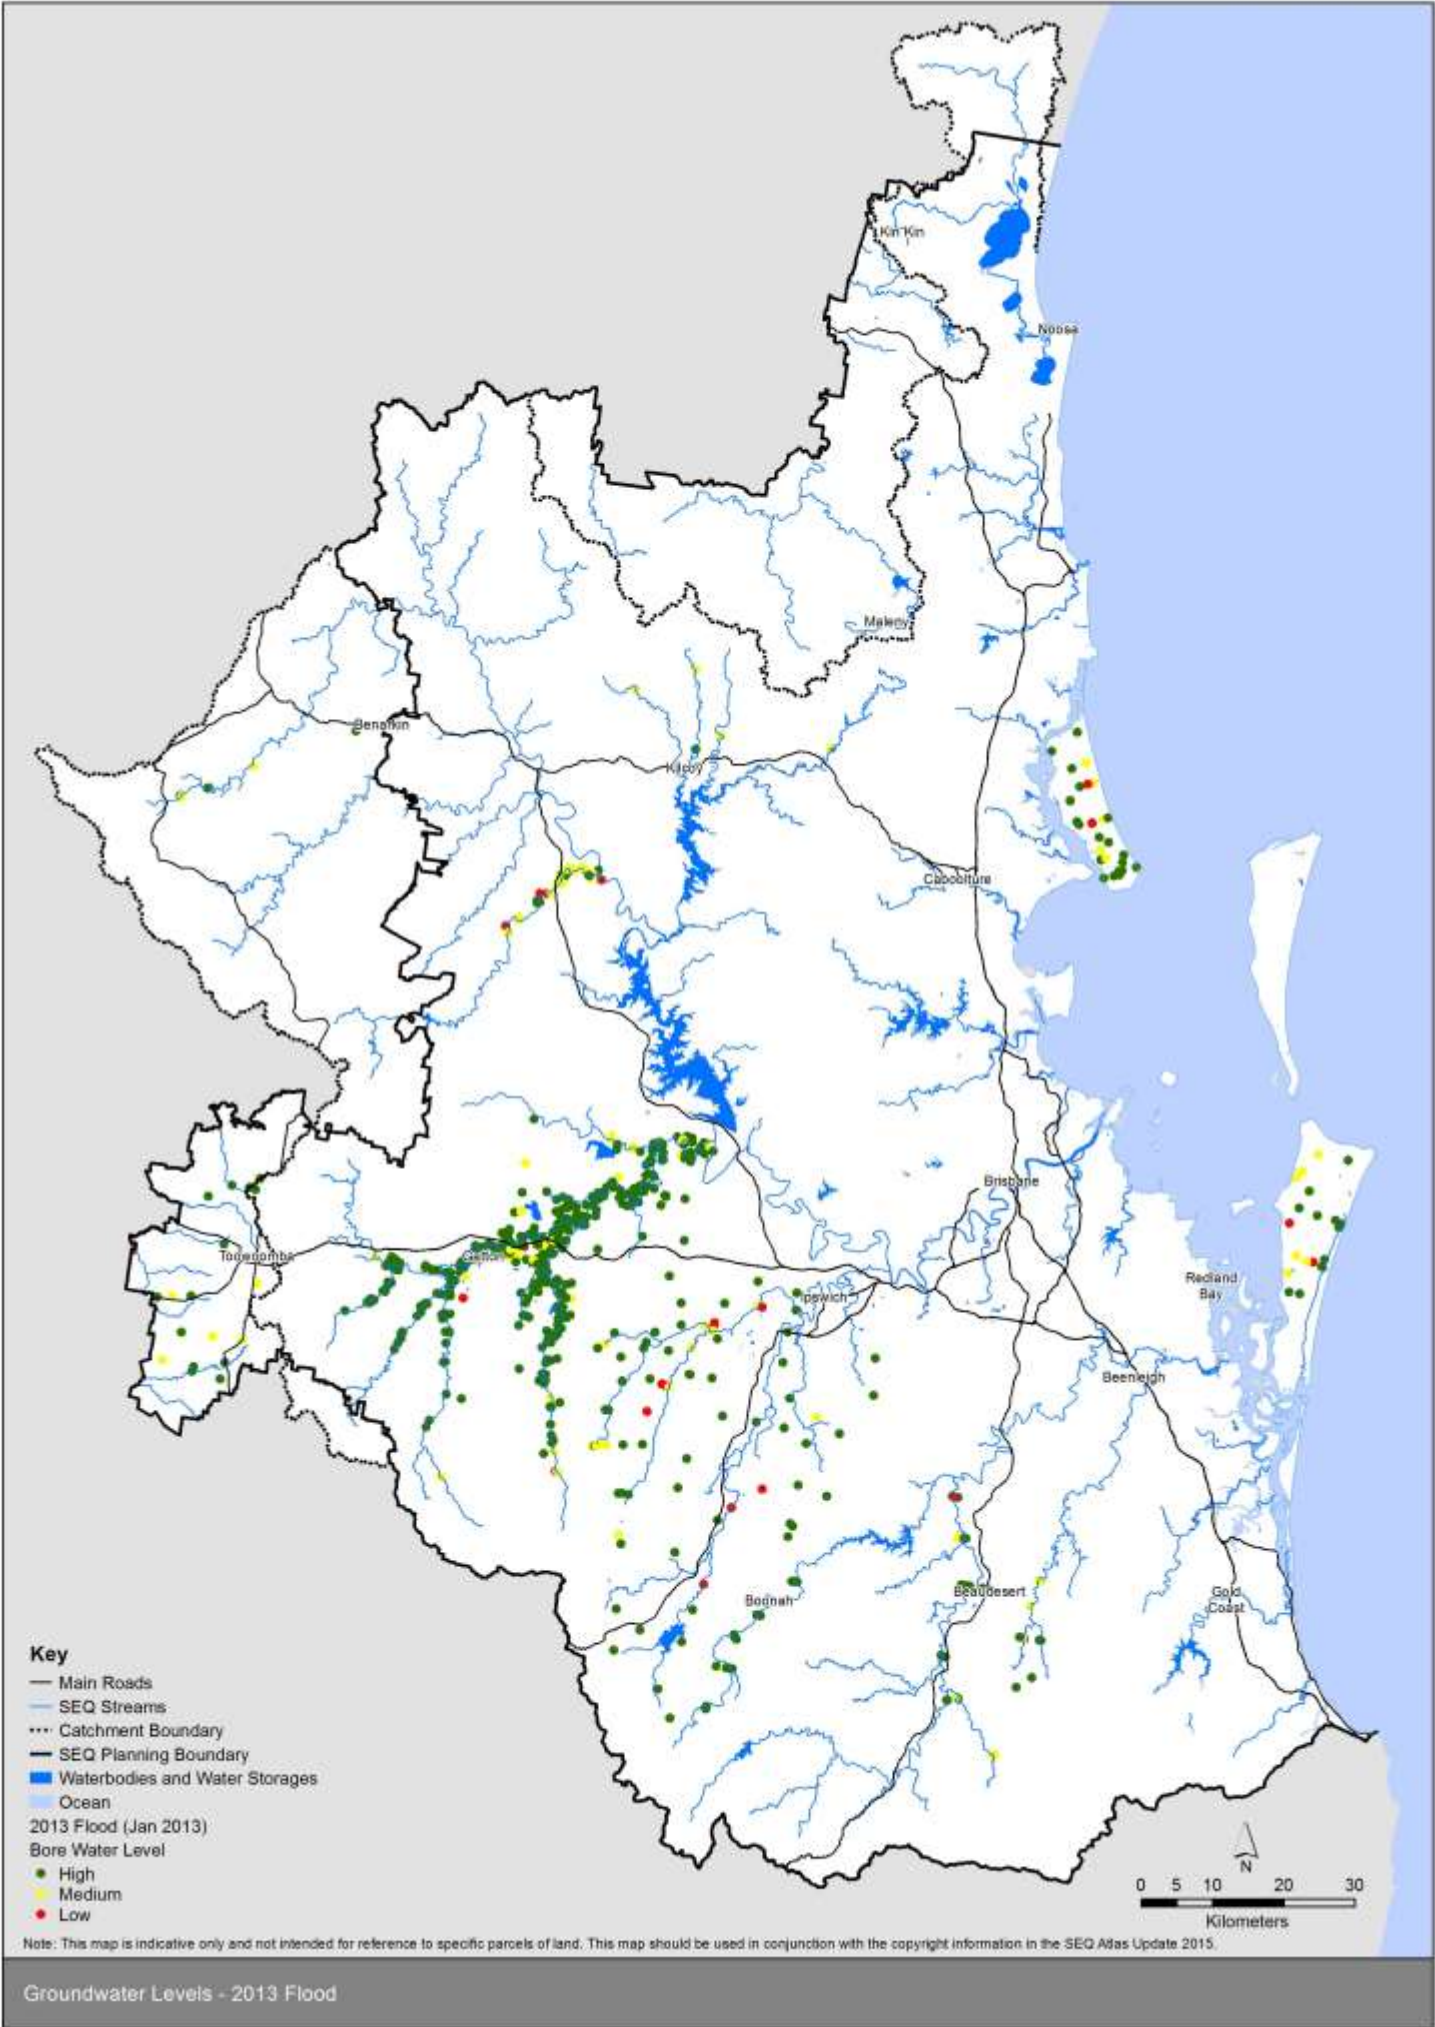 Kin Kin
Noosa
Maleny
Benarkin
Kilcoy
Caboolture
Brisbane
Toowoomba
Gatton
Redland
Bay
Ipswich
Beenleigh
Boonah
Beaudesert
Gold
Coast
Key
Main Roads
SEQ Streams
Catchment Boundary
SEQ Planning Boundary
Waterbodies and Water Storages
Ocean
2013 Flood (Jan 2013)
Bore Water Level
High
Medium
Low
N
0 5 10 20 30
Kilometers
Note: This map is indicative only and not intended for reference to specific parcels of land. This map should be used in conjunction with the copyright information in the SEQ Atlas Update 2015.
Groundwater Levels - 2013 Flood